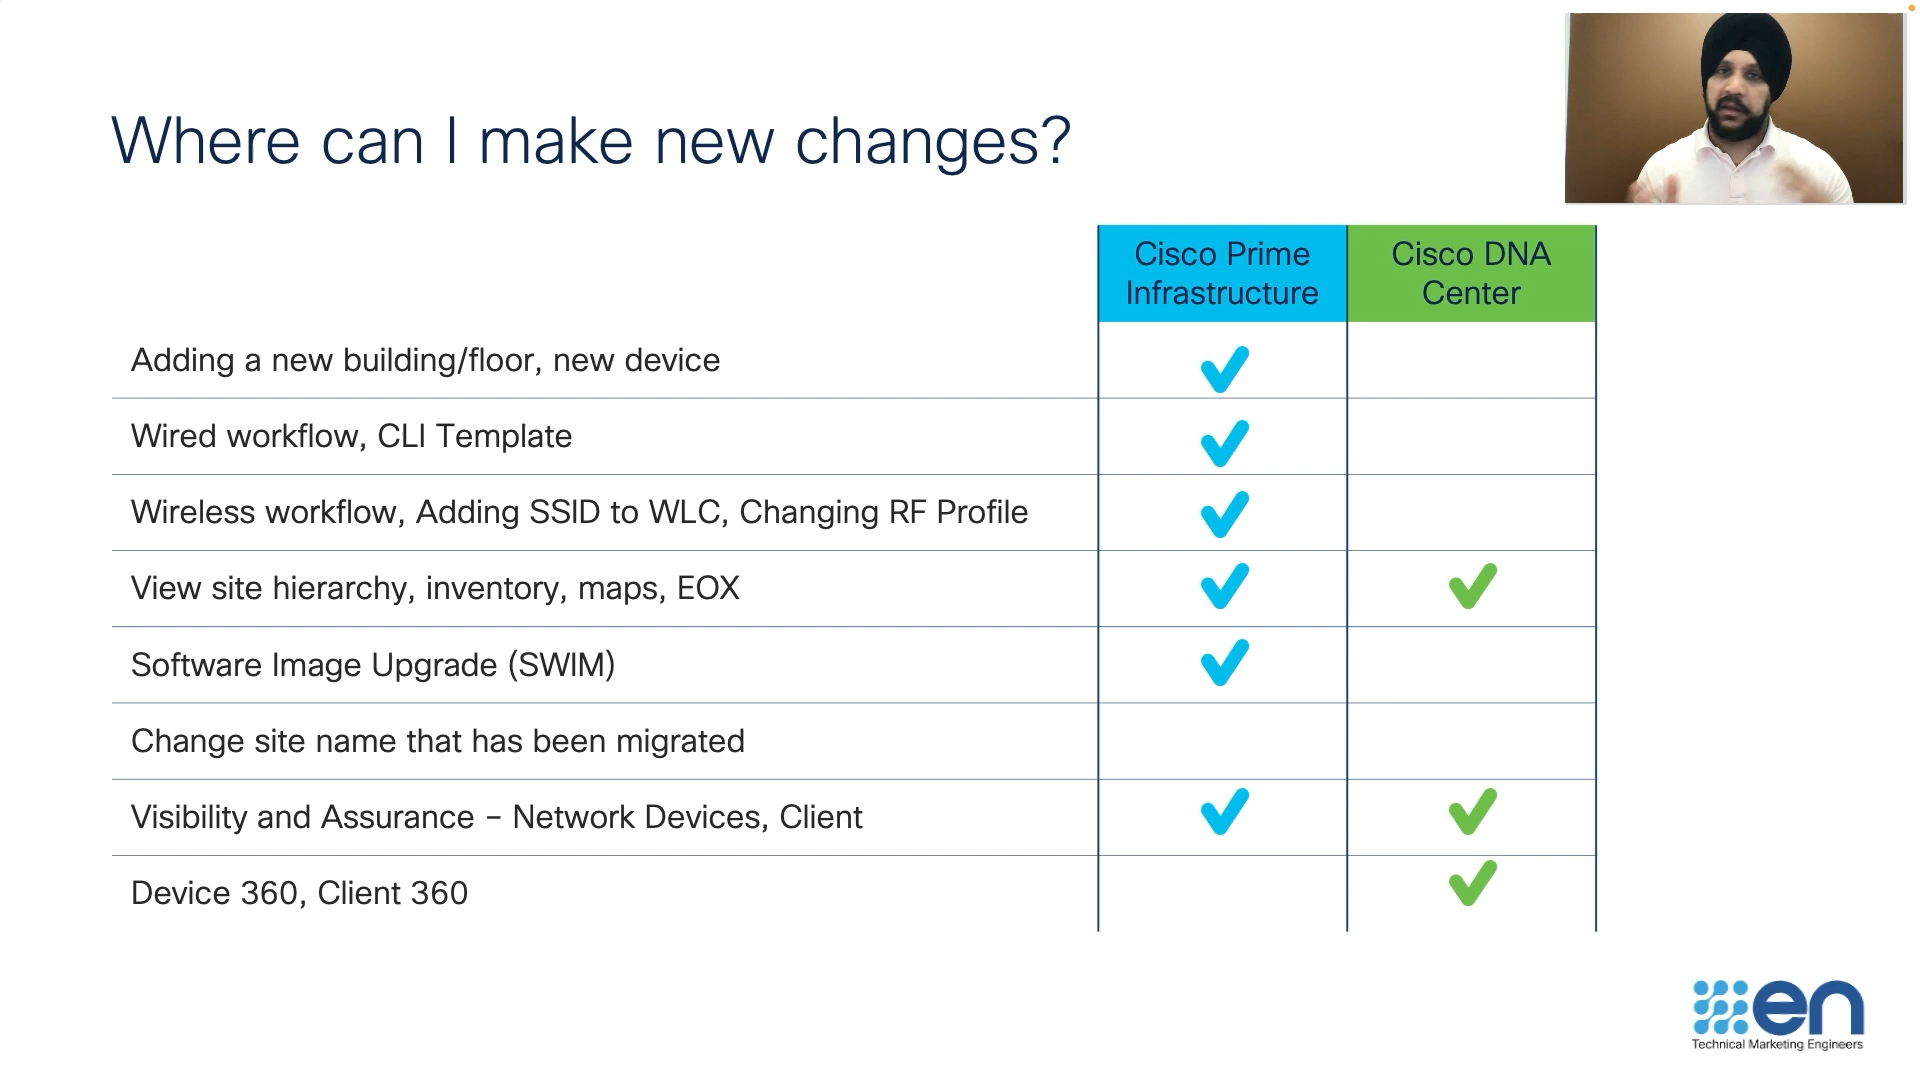 Where can I make new changes?
Cisco Prime
Infrastructure
Cisco DNA
Center
Adding a new building/floor, new device
Wired workflow, CLI Template
Wireless workflow, Adding SSID to WLC, Changing RF Profile
View site hierarchy, inventory, maps, EOX
Software Image Upgrade (SWIM)
Change site name that has been migrated
Visibility and Assurance – Network Devices, Client
Device 360, Client 360
en
Technical Marketing Engineers